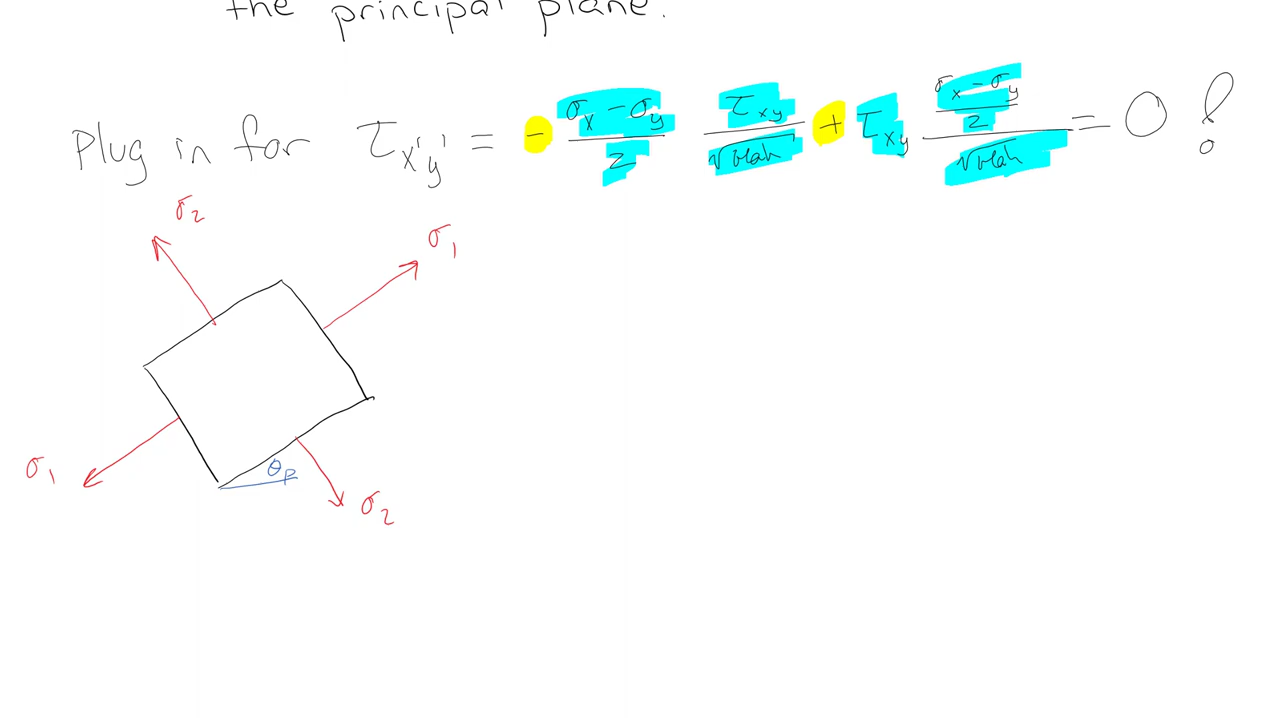 the principal plane.
Plug in for τx'y' = - σx - σy / 2 τxy / √blah + τxy σx - σy / 2 / √blah = 0 !
σ2
σ1
σ1
θp
σ2